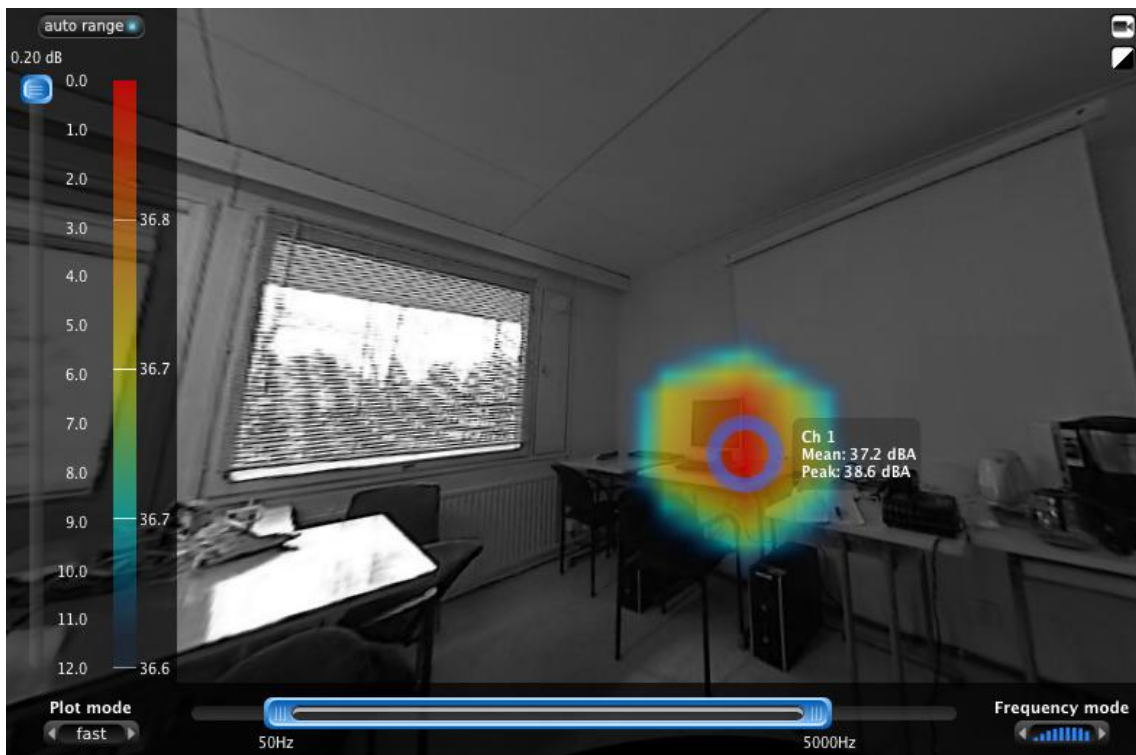 auto range
0.20 dB
0.0
1.0
2.0
36.8
3.0
4.0
5.0
36.7
6.0
7.0
8.0
9.0
36.7
10.0
11.0
12.0
36.6
Ch 1
Mean: 37.2 dBA
Peak: 38.6 dBA
Plot mode
fast
50Hz
5000Hz
Frequency mode